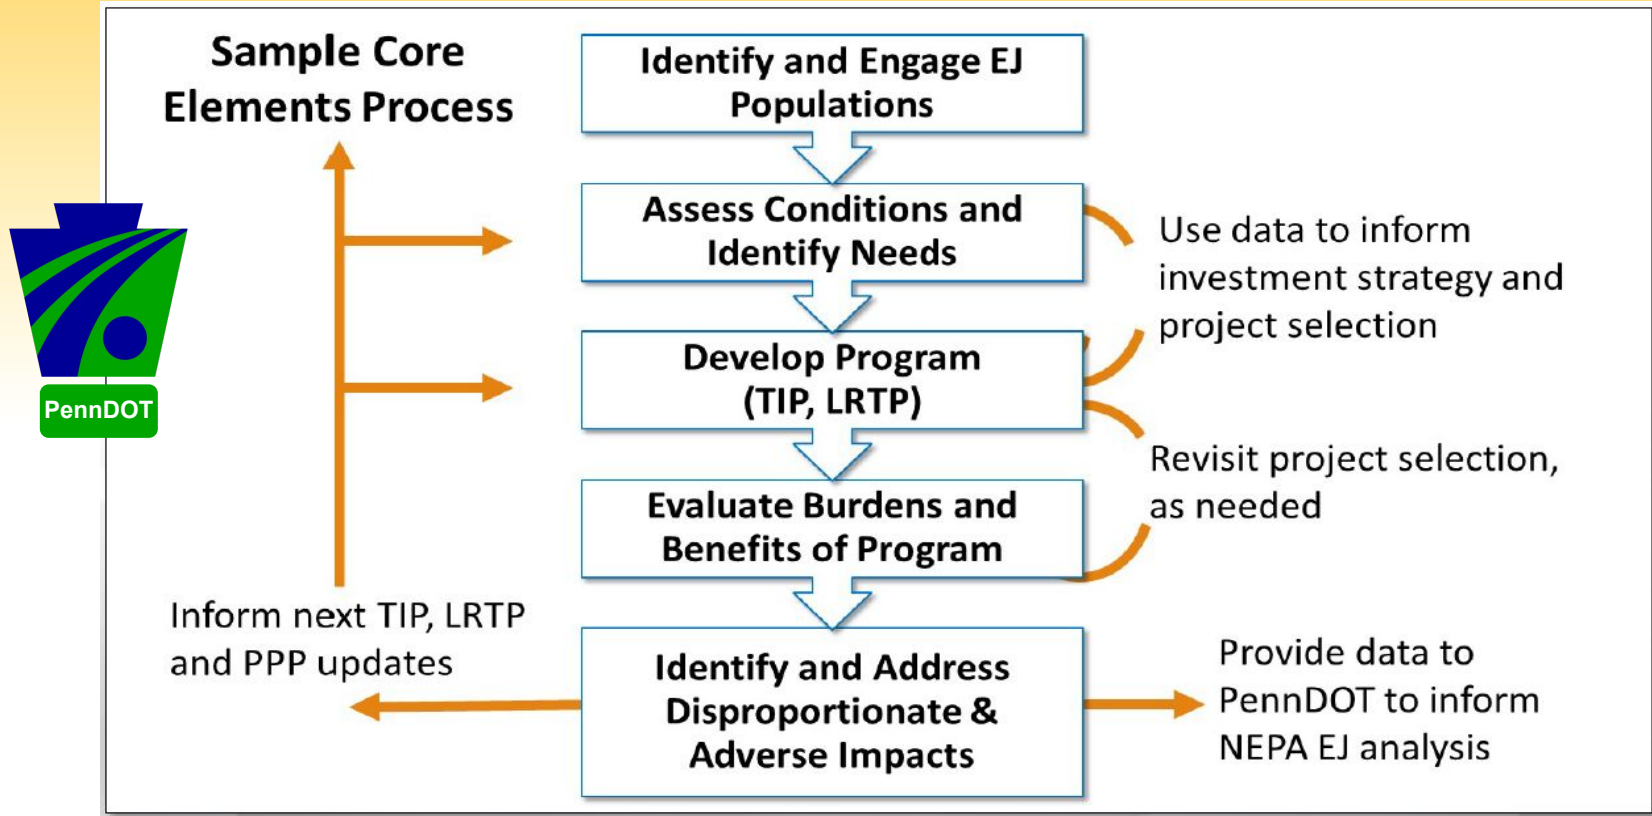 Sample Core
Elements Process
Identify and Engage EJ
Populations
Assess Conditions and
Identify Needs
Use data to inform
investment strategy and
project selection
Develop Program
(TIP, LRTP)
PennDOT
Revisit project selection,
as needed
Evaluate Burdens and
Benefits of Program
Inform next TIP, LRTP
and PPP updates
Identify and Address
Disproportionate &
Adverse Impacts
Provide data to
PennDOT to inform
NEPA EJ analysis